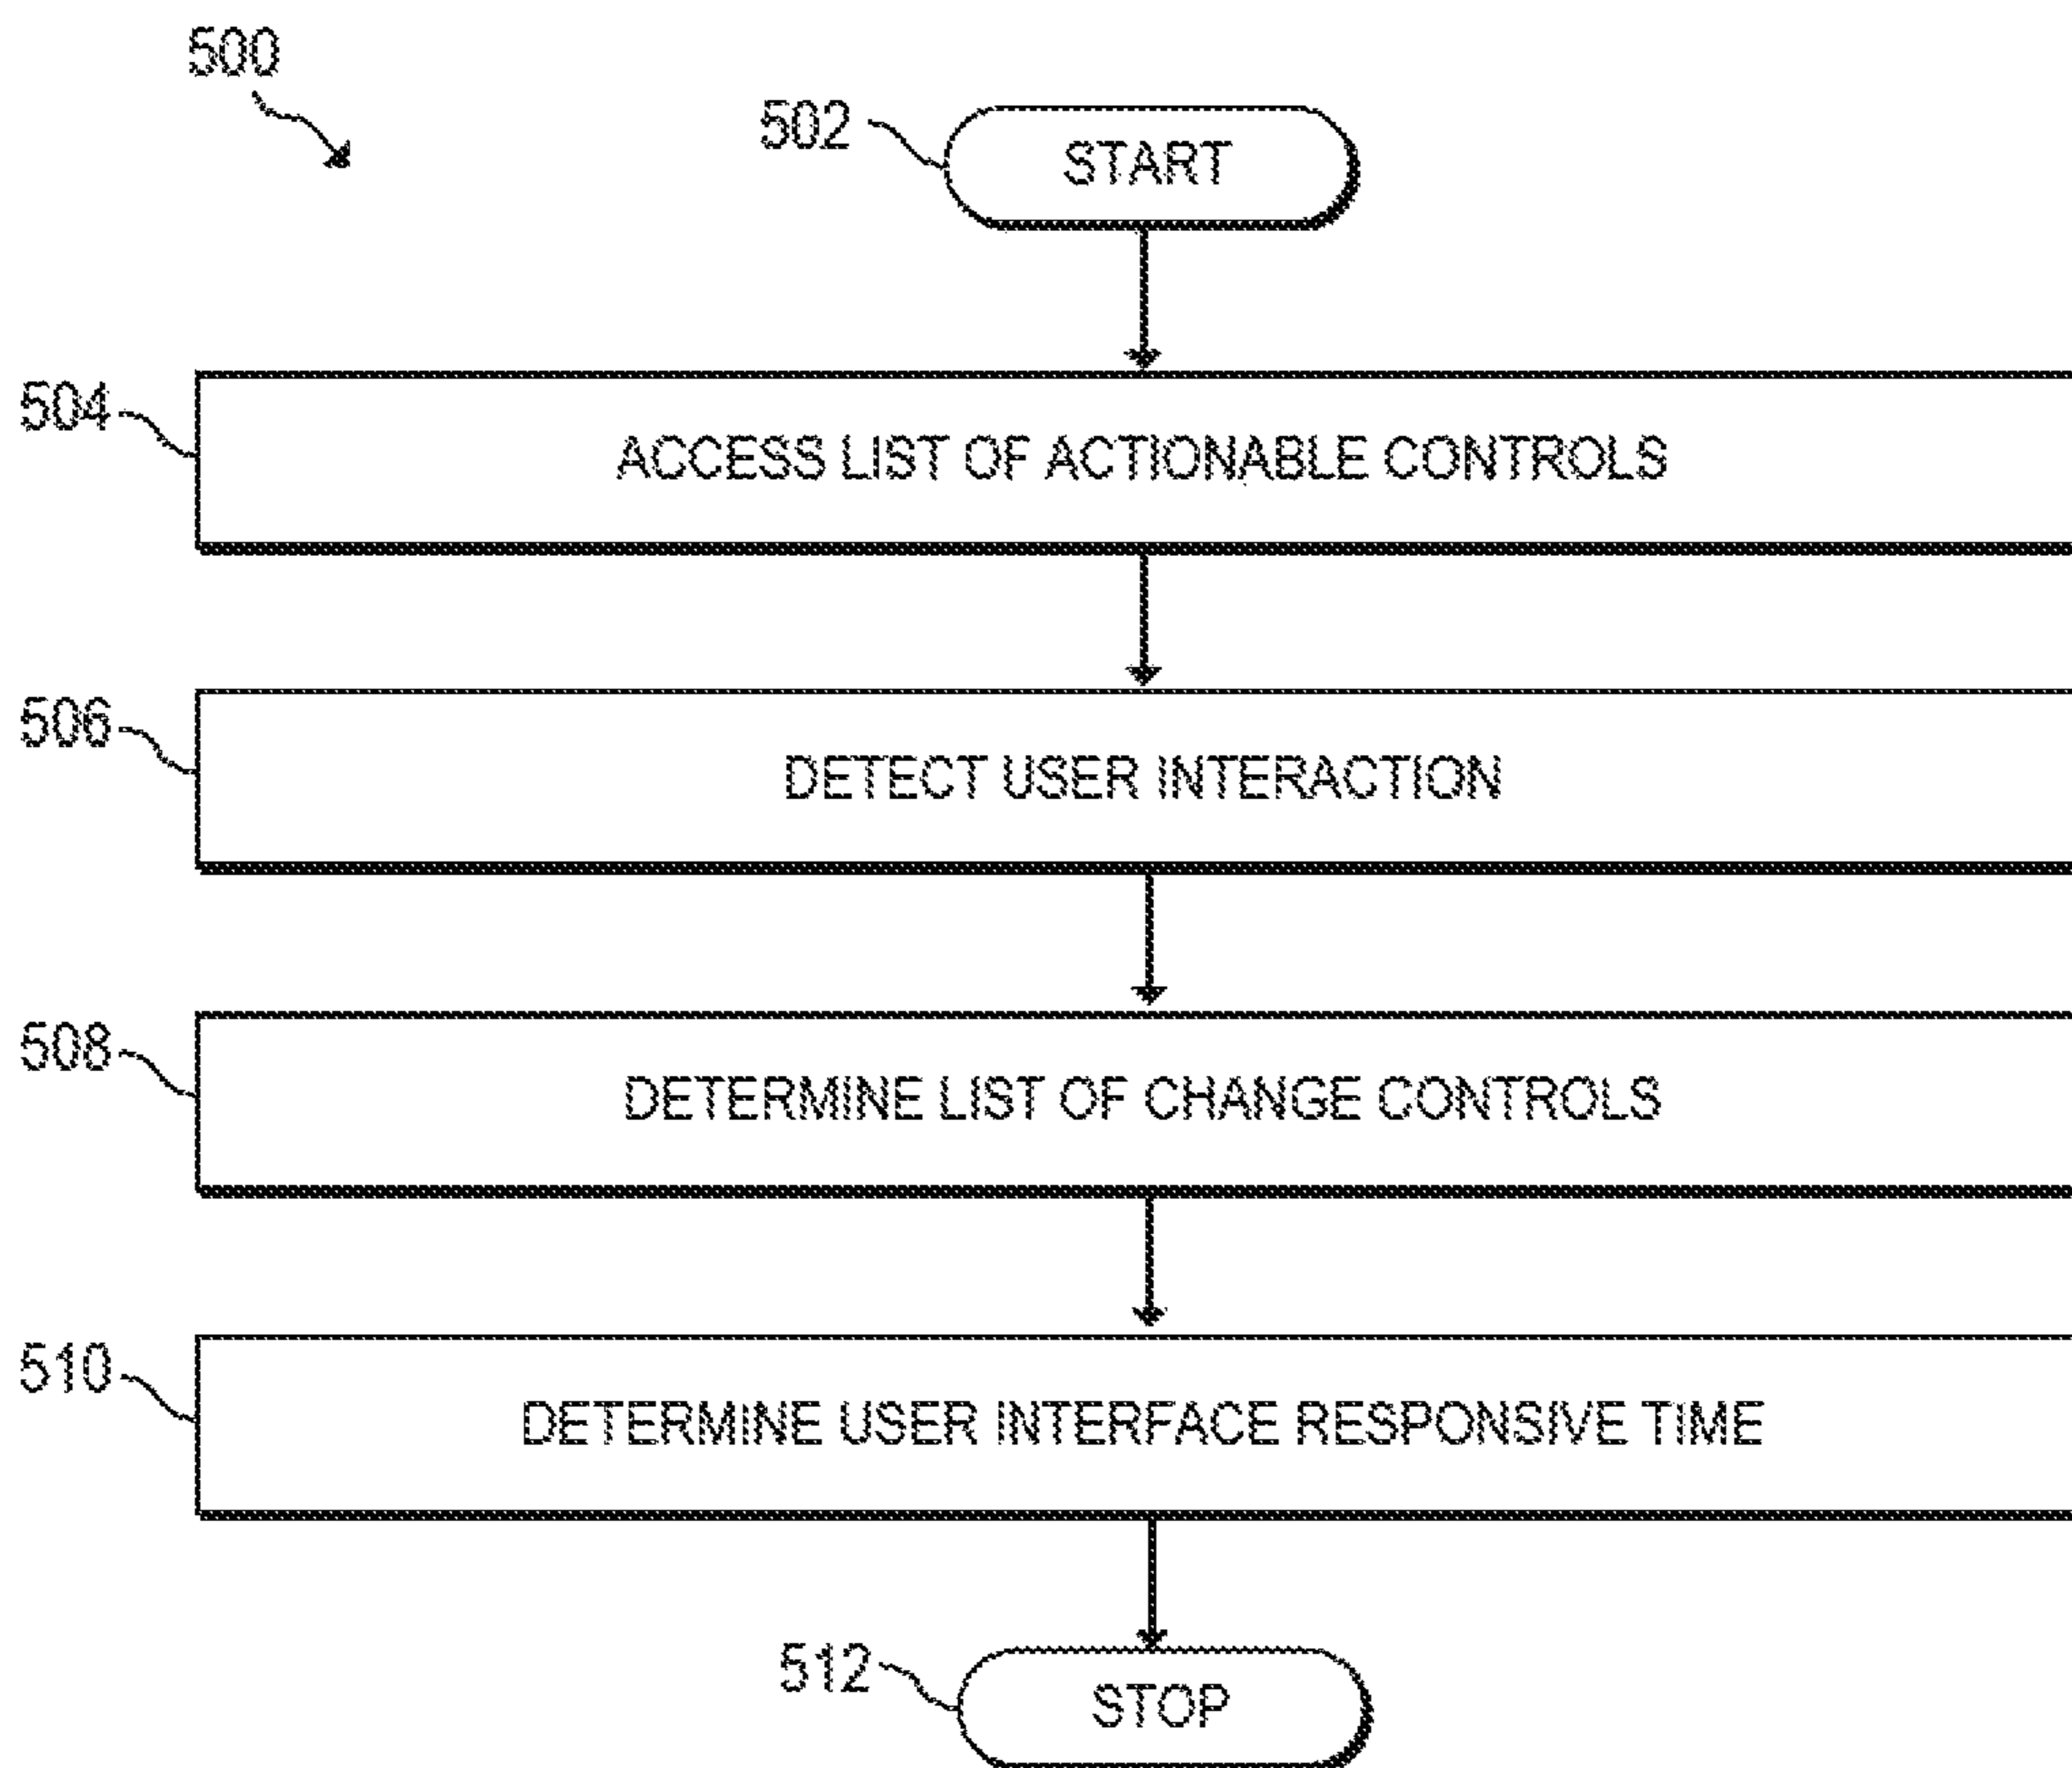 500
502
START
504
ACCESS LIST OF ACTIONABLE CONTROLS
506
DETECT USER INTERACTION
508
DETERMINE LIST OF CHANGE CONTROLS
510
DETERMINE USER INTERFACE RESPONSIVE TIME
512
STOP